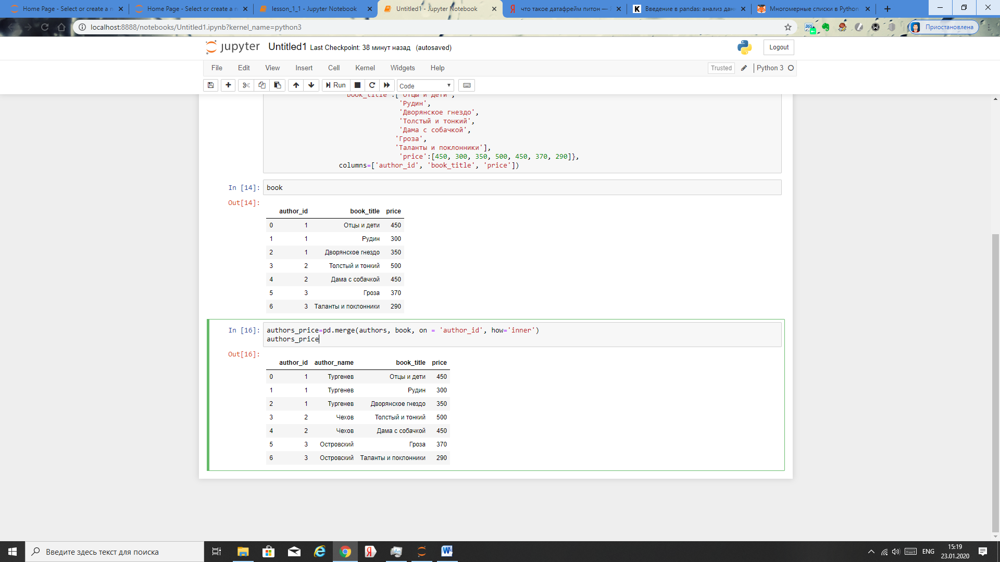 Home Page - Select or create a n
Home Page - Select or create a n
lesson_1_1 - Jupyter Notebook
Untitled1 - Jupyter Notebook
что такое датафрейм питон —
Введение в pandas: анализ дан
Многомерные списки в Python
localhost:8888/notebooks/Untitled1.ipynb?kernel_name=python3
Приостановлена
jupyter Untitled1 Last Checkpoint: 38 минут назад (autosaved)
Logout
File Edit View Insert Cell Kernel Widgets Help
Trusted Python 3
Run Code
'book_title':['Отцы и дети',
'Рудин',
'Дворянское гнездо',
'Толстый и тонкий',
'Дама с собачкой',
'Гроза',
'Таланты и поклонники'],
'price':[450, 300, 350, 500, 450, 370, 290]},
columns=['author_id', 'book_title', 'price'])
In [14]: book
Out[14]:
author_id book_title price
0 1 Отцы и дети 450
1 1 Рудин 300
2 1 Дворянское гнездо 350
3 2 Толстый и тонкий 500
4 2 Дама с собачкой 450
5 3 Гроза 370
6 3 Таланты и поклонники 290
In [16]: authors_price=pd.merge(authors, book, on = 'author_id', how='inner')
authors_price
Out[16]:
author_id author_name book_title price
0 1 Тургенев Отцы и дети 450
1 1 Тургенев Рудин 300
2 1 Тургенев Дворянское гнездо 350
3 2 Чехов Толстый и тонкий 500
4 2 Чехов Дама с собачкой 450
5 3 Островский Гроза 370
6 3 Островский Таланты и поклонники 290
Введите здесь текст для поиска
ENG
15:19
23.01.2020